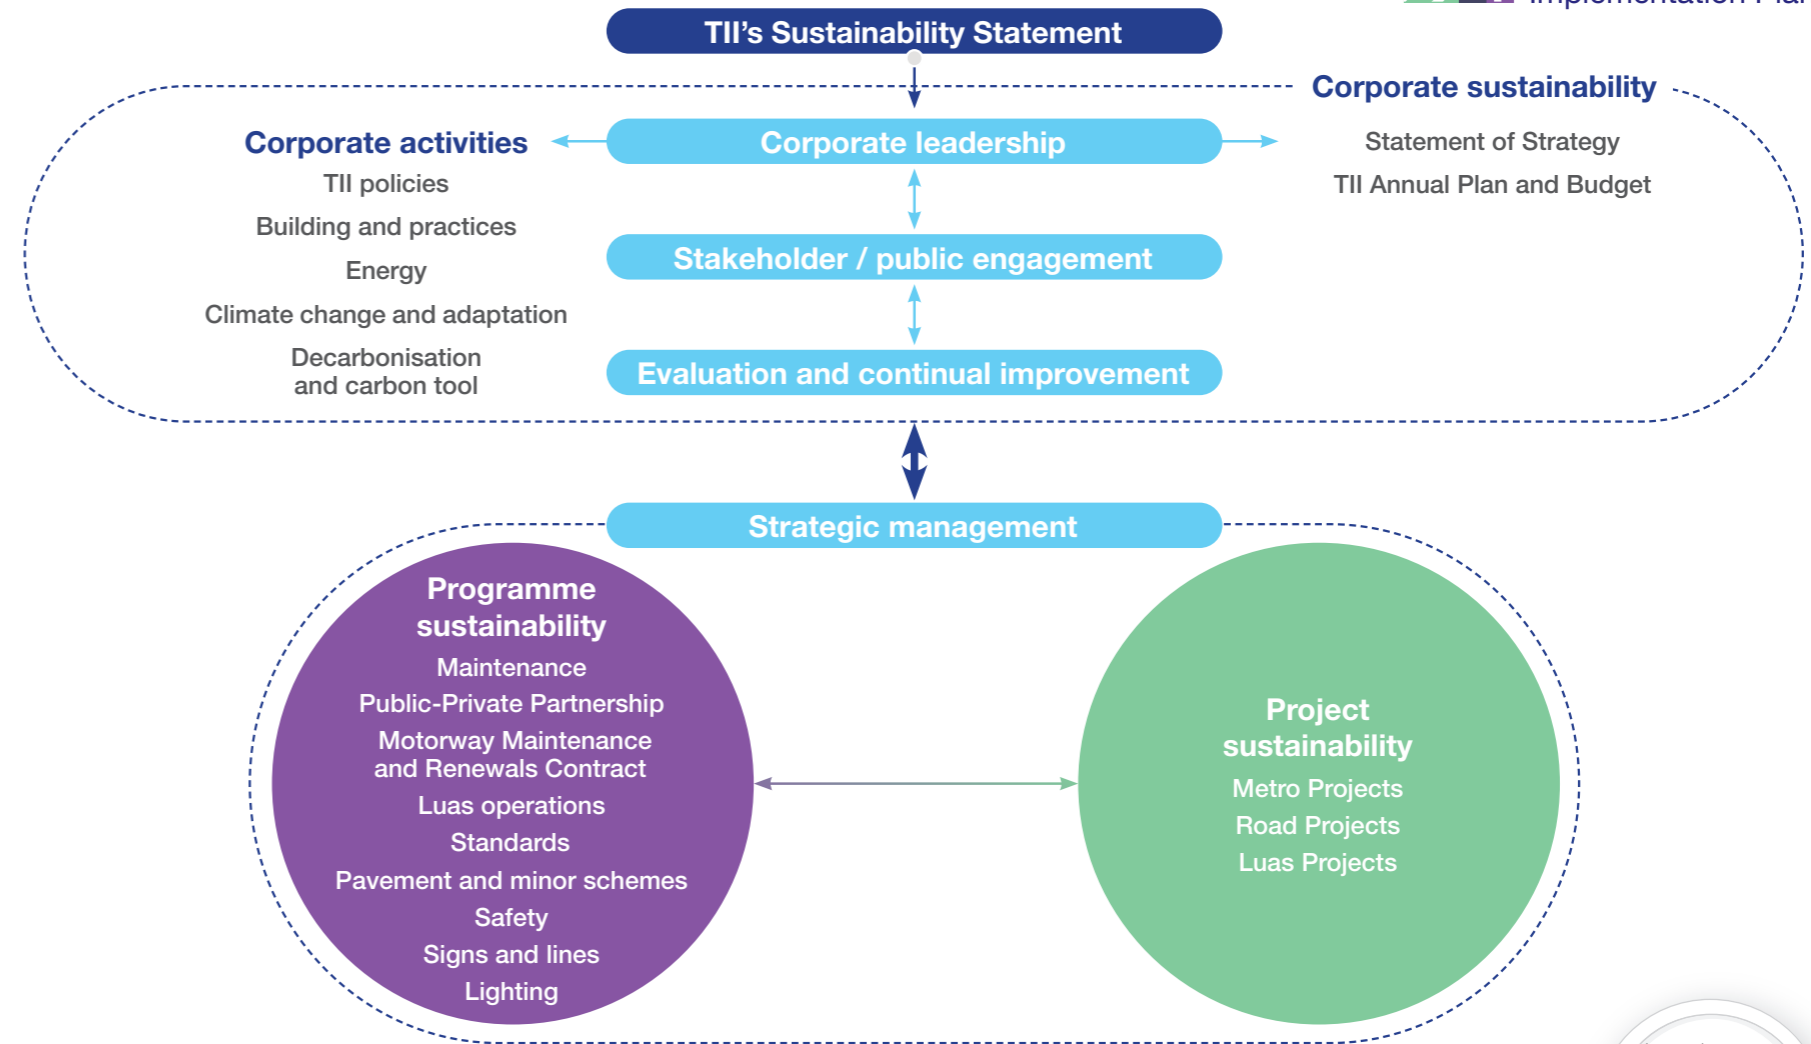 Implementation Plan
TII's Sustainability Statement
Corporate sustainability
Statement of Strategy
TII Annual Plan and Budget
Corporate leadership
Corporate activities
TII policies
Building and practices
Energy
Climate change and adaptation
Decarbonisation
and carbon tool
Stakeholder / public engagement
Evaluation and continual improvement
Strategic management
Programme
sustainability
Maintenance
Public-Private Partnership
Motorway Maintenance
and Renewals Contract
Luas operations
Standards
Pavement and minor schemes
Safety
Signs and lines
Lighting
Project
sustainability
Metro Projects
Road Projects
Luas Projects